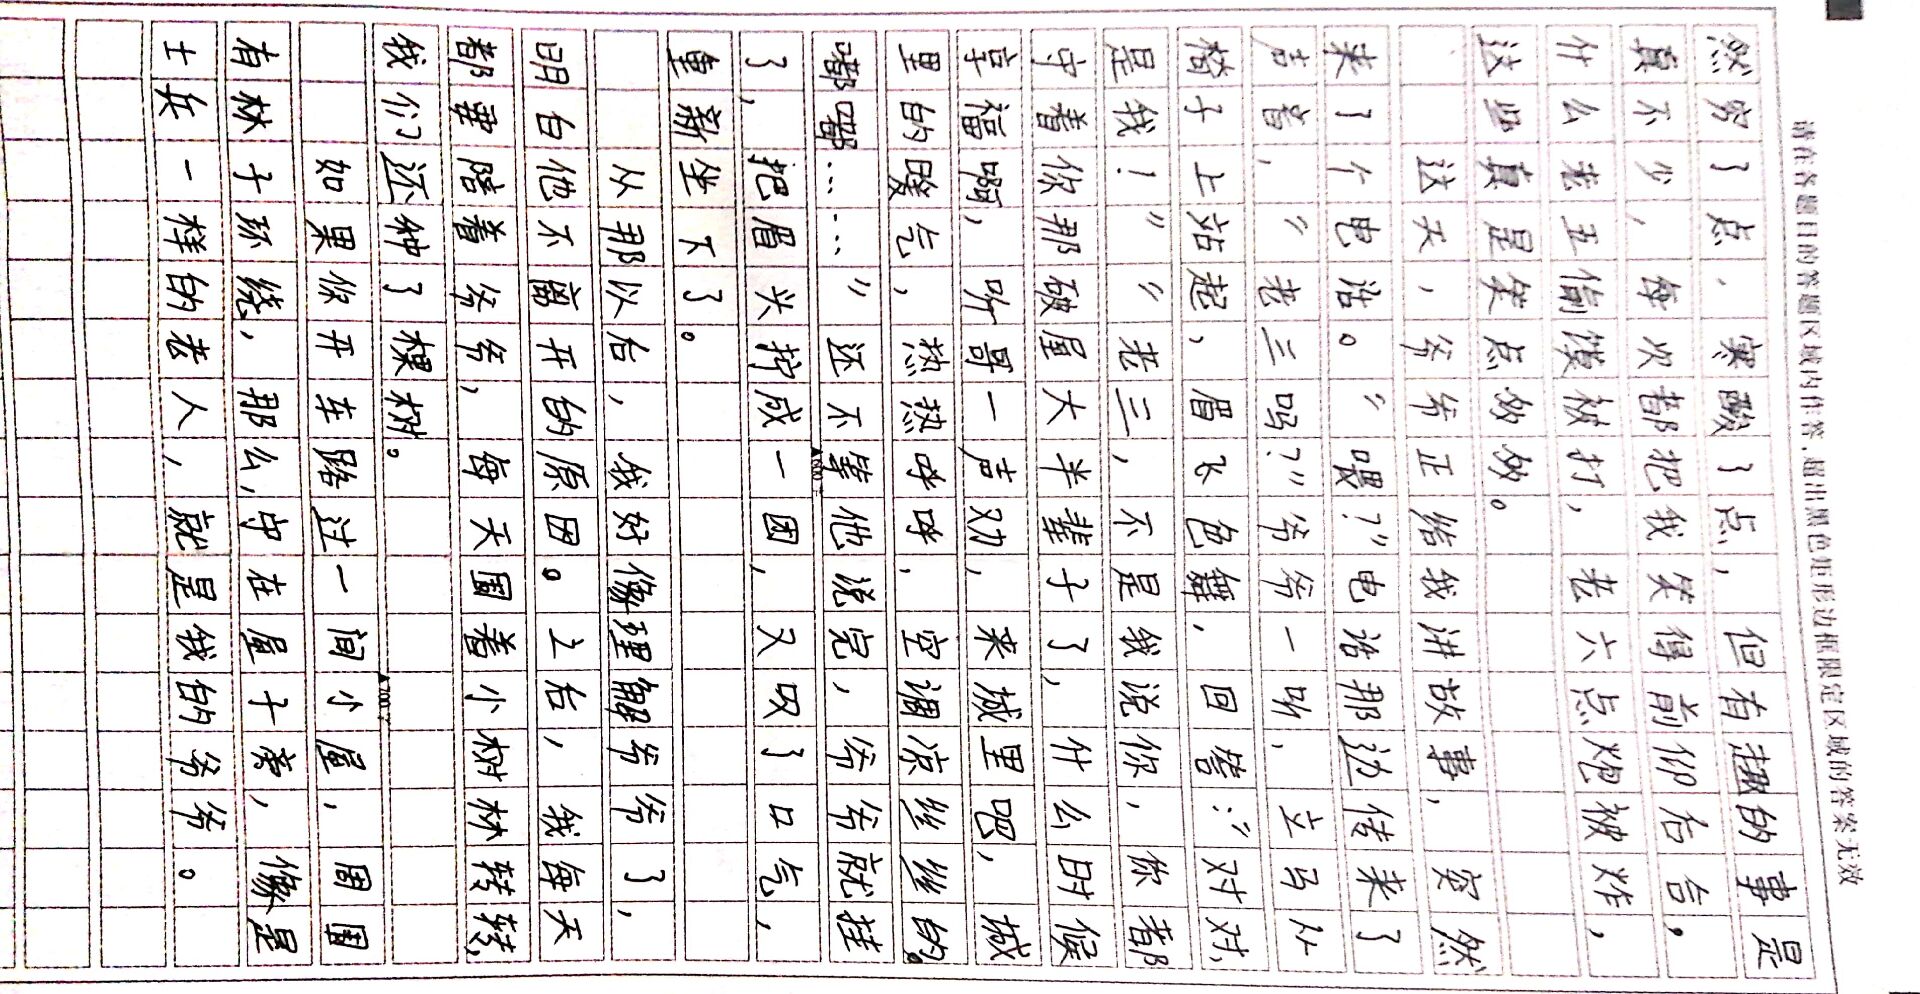 请在各题目的答题区域内作答，超出黑色矩形边框限定区域的答案无效
然穷了点，寒酸了点，但有趣的事是
真不少，每次都把我笑得前仰后合，
什么老五偷馍被打，老六点炮被炸，
这些真是笑点多多。
这天，爷爷正给我讲故事，突然
来了个电话。“喂？”电话那边传来了
声音，“老三吗？”爷爷一听，立马从
椅子上站起，眉飞色舞，回答：“对对，
是我！”“老三，不是我说你，你都
守着你那破屋大半辈子了，什么时候
享福啊，听哥一声劝，来城里吧，城
里的暖气，热热呼呼，空调凉丝丝的。
嘟嘟……”还不等他说完，爷爷就挂
了，把眉头拧成一团，又叹了口气，
重新坐下了。
从那以后，我好像理解爷爷了，
明白他不离开的原因。之后，我每天
都要陪着爷爷，每天围着小树林转转，
我们还种了棵树。
如果你开车路过一间小屋，周围
有林子环绕，那么，守在屋子旁，像是
士兵一样的老人，就是我的爷爷。
▲600字
▲700字